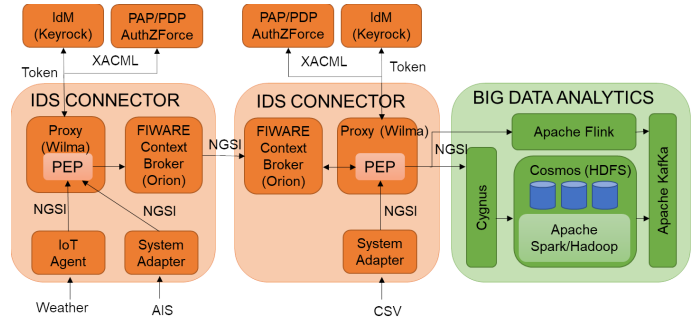 IdM
(Keyrock)
PAP/PDP
AuthZForce
PAP/PDP
AuthZForce
IdM
(Keyrock)
XACML
Token
XACML
Token
IDS CONNECTOR
IDS CONNECTOR
BIG DATA ANALYTICS
Proxy
(Wilma)
PEP
FIWARE
Context
Broker
(Orion)
NGSI
FIWARE
Context
Broker
(Orion)
Proxy (Wilma)
PEP
NGSI
Apache Flink
Cygnus
Cosmos (HDFS)
Apache
Spark/Hadoop
Apache KafKa
NGSI
NGSI
NGSI
IoT
Agent
System
Adapter
System
Adapter
Weather
AIS
CSV